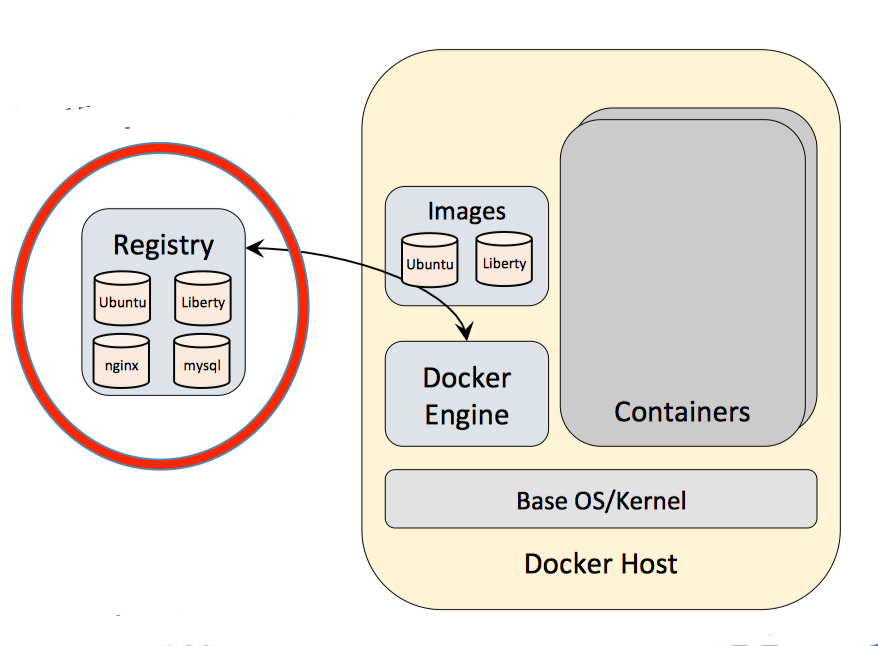 Registry
Ubuntu
Liberty
nginx
mysql
Images
Ubuntu
Liberty
Docker
Engine
Containers
Base OS/Kernel
Docker Host